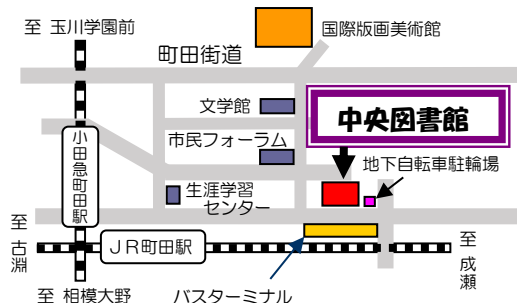 至 玉川学園前
国際版画美術館
町田街道
文学館
中央図書館
市民フォーラム
地下自転車駐輪場
小田急町田駅
生涯学習
センター
至
古淵
JR町田駅
至
成瀬
至 相模大野
バスターミナル